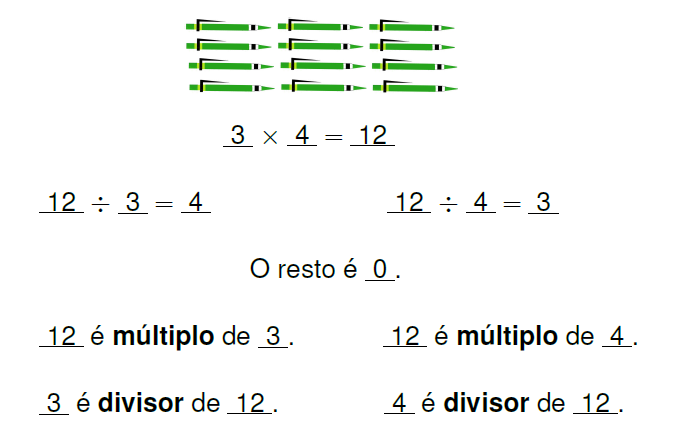 3 × 4 = 12
12 ÷ 3 = 4 12 ÷ 4 = 3
O resto é 0.
12 é múltiplo de 3. 12 é múltiplo de 4.
3 é divisor de 12. 4 é divisor de 12.